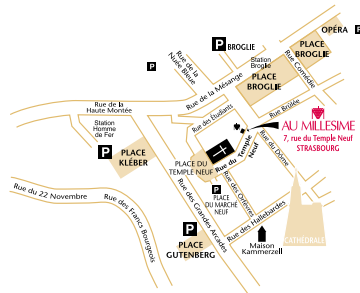 OPÉRA
P
P
BROGLIE
PLACE
BROGLIE
Rue de la
Nuée Bleue
Station
Broglie
Rue Comédie
P
PLACE
BROGLIE
Rue de la Mésange
Rue de la
Haute Montée
Rue des Etudiants
Rue Brûlée
AU MILLESIME
7, rue du Temple Neuf
STRASBOURG
Station
Homme
de Fer
P
PLACE
KLÉBER
PLACE DU
TEMPLE NEUF
Rue du Temple
Neuf
Rue du Dôme
P
PLACE
DU MARCHE
NEUF
Rue des Orfèvres
Rue du 22 Novembre
Rue des Francs Bourgeois
Rue des Grandes Arcades
Rue des Hallebardes
P
PLACE
GUTENBERG
Maison
Kammerzell
CATHÉDRALE